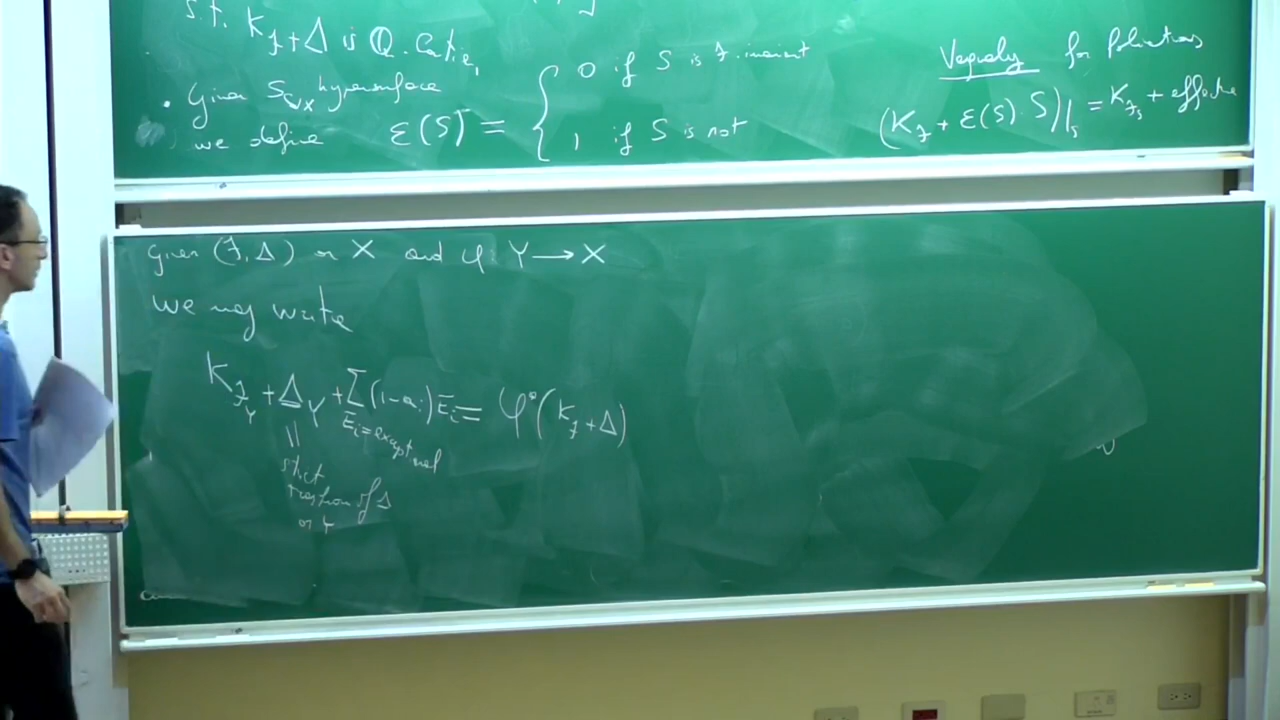 s.t. K_F + Δ is Q. Cartier,
• Given S ⊂ X hypersurface
we define ε(S) = { 0 if S is F. invariant
1 if S is not
Vaguely for foliations
(K_F + ε(S)·S)|_S = K_{F_S} + effective
Given (F, Δ) on X and φ: Y → X
we may write
K_{F_Y} + Δ_Y + Σ (1-a_i) E_i = φ*(K_F + Δ)
E_i = exceptional
||
strict
transform of Δ
on Y